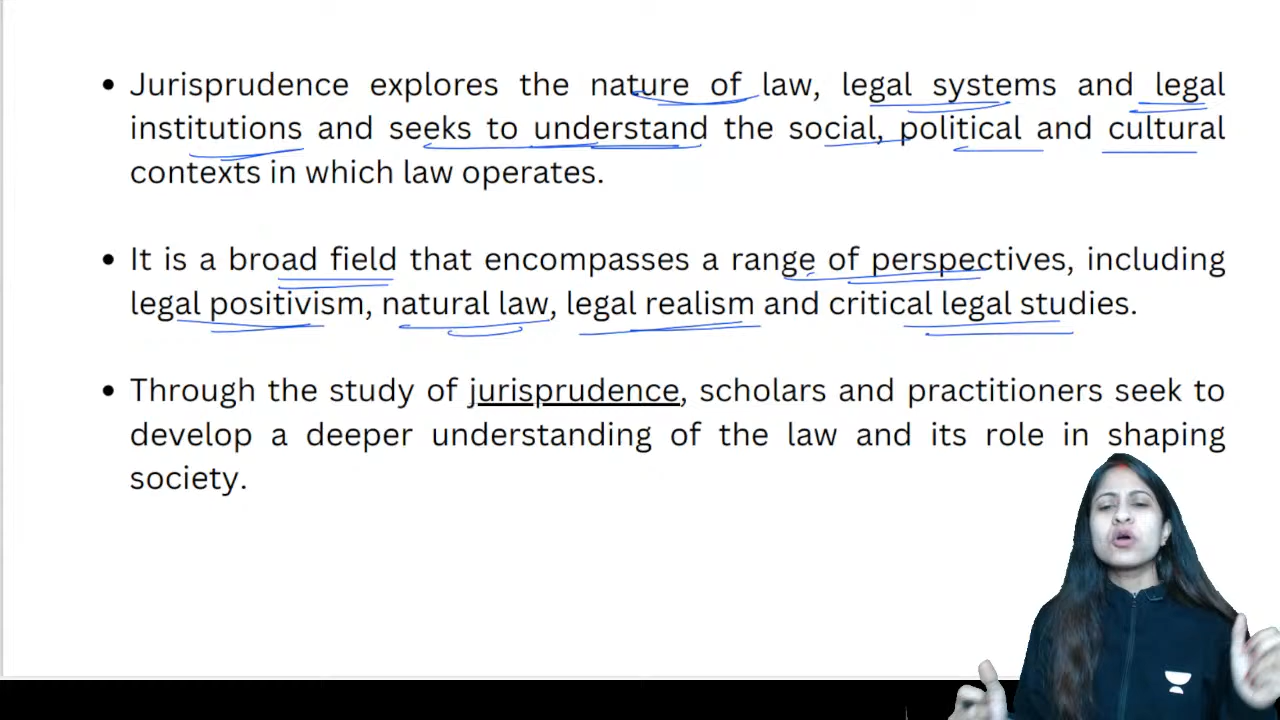 • Jurisprudence explores the nature of law, legal systems and legal
institutions and seeks to understand the social, political and cultural
contexts in which law operates.
• It is a broad field that encompasses a range of perspectives, including
legal positivism, natural law, legal realism and critical legal studies.
• Through the study of jurisprudence, scholars and practitioners seek to
develop a deeper understanding of the law and its role in shaping
society.